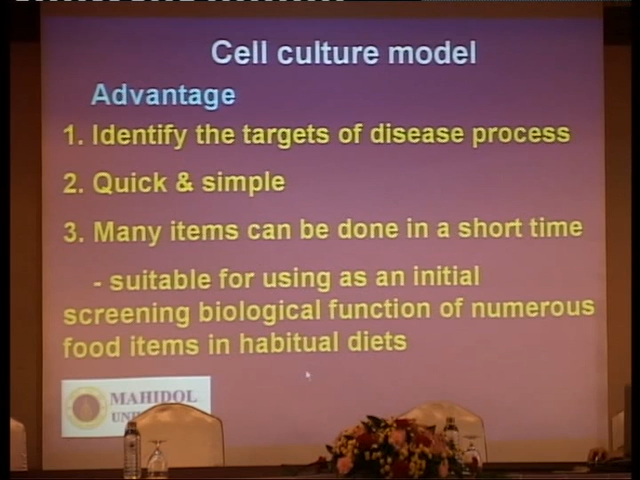 Cell culture model
Advantage
1. Identify the targets of disease process
2. Quick & simple
3. Many items can be done in a short time
- suitable for using as an initial
screening biological function of numerous
food items in habitual diets
MAHIDOL